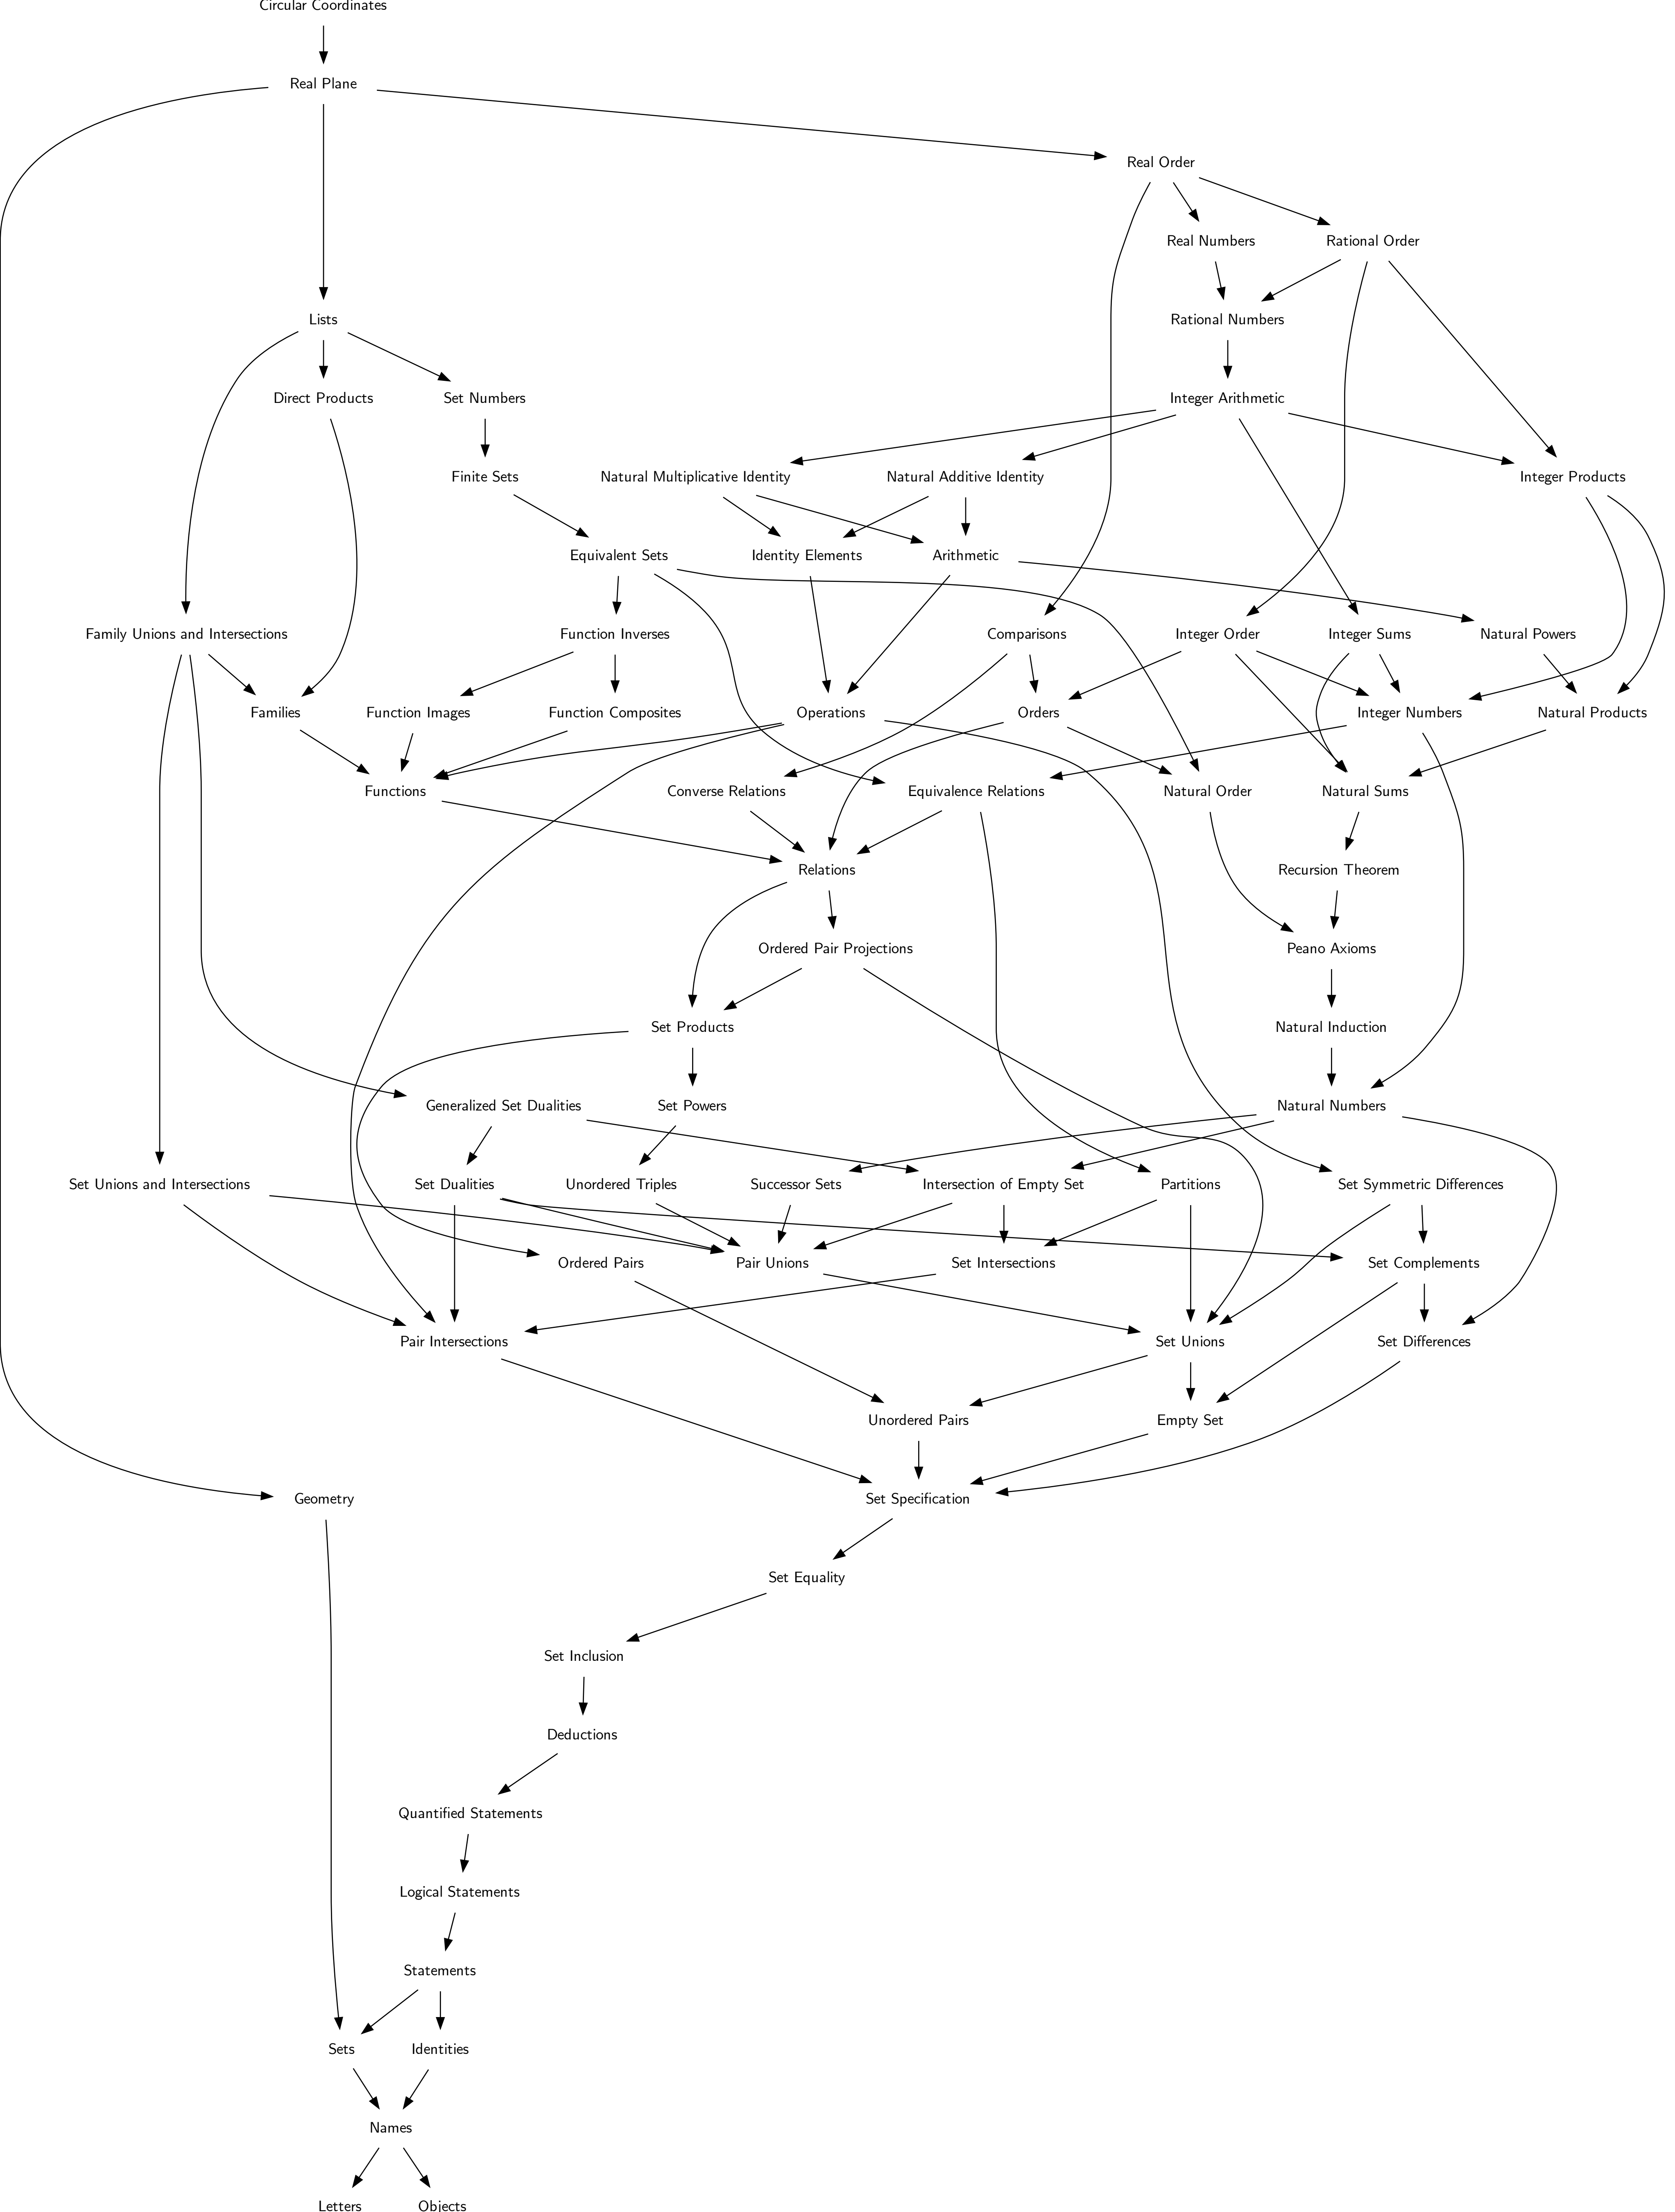 Circular Coordinates
Real Plane
Real Order
Real Numbers
Rational Order
Lists
Rational Numbers
Direct Products
Set Numbers
Integer Arithmetic
Finite Sets
Natural Multiplicative Identity
Natural Additive Identity
Integer Products
Equivalent Sets
Identity Elements
Arithmetic
Family Unions and Intersections
Function Inverses
Comparisons
Integer Order
Integer Sums
Natural Powers
Families
Function Images
Function Composites
Operations
Orders
Integer Numbers
Natural Products
Functions
Converse Relations
Equivalence Relations
Natural Order
Natural Sums
Relations
Recursion Theorem
Ordered Pair Projections
Peano Axioms
Set Products
Natural Induction
Generalized Set Dualities
Set Powers
Natural Numbers
Set Unions and Intersections
Set Dualities
Unordered Triples
Successor Sets
Intersection of Empty Set
Partitions
Set Symmetric Differences
Ordered Pairs
Pair Unions
Set Intersections
Set Complements
Pair Intersections
Set Unions
Set Differences
Unordered Pairs
Empty Set
Geometry
Set Specification
Set Equality
Set Inclusion
Deductions
Quantified Statements
Logical Statements
Statements
Sets
Identities
Names
Letters
Objects